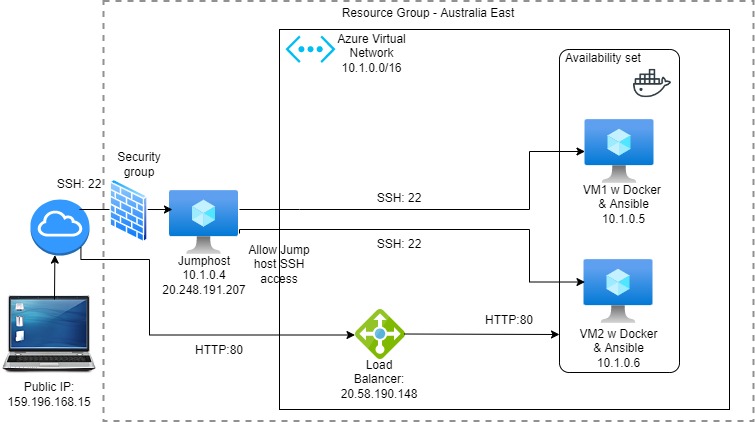 Resource Group - Australia East
Azure Virtual
Network
10.1.0.0/16
Availability set
Security
group
SSH: 22
SSH: 22
VM1 w Docker
& Ansible
10.1.0.5
Jumphost
10.1.0.4
20.248.191.207
Allow Jump
host SSH
access
SSH: 22
HTTP:80
HTTP:80
VM2 w Docker
& Ansible
10.1.0.6
Load
Balancer:
20.58.190.148
Public IP:
159.196.168.15